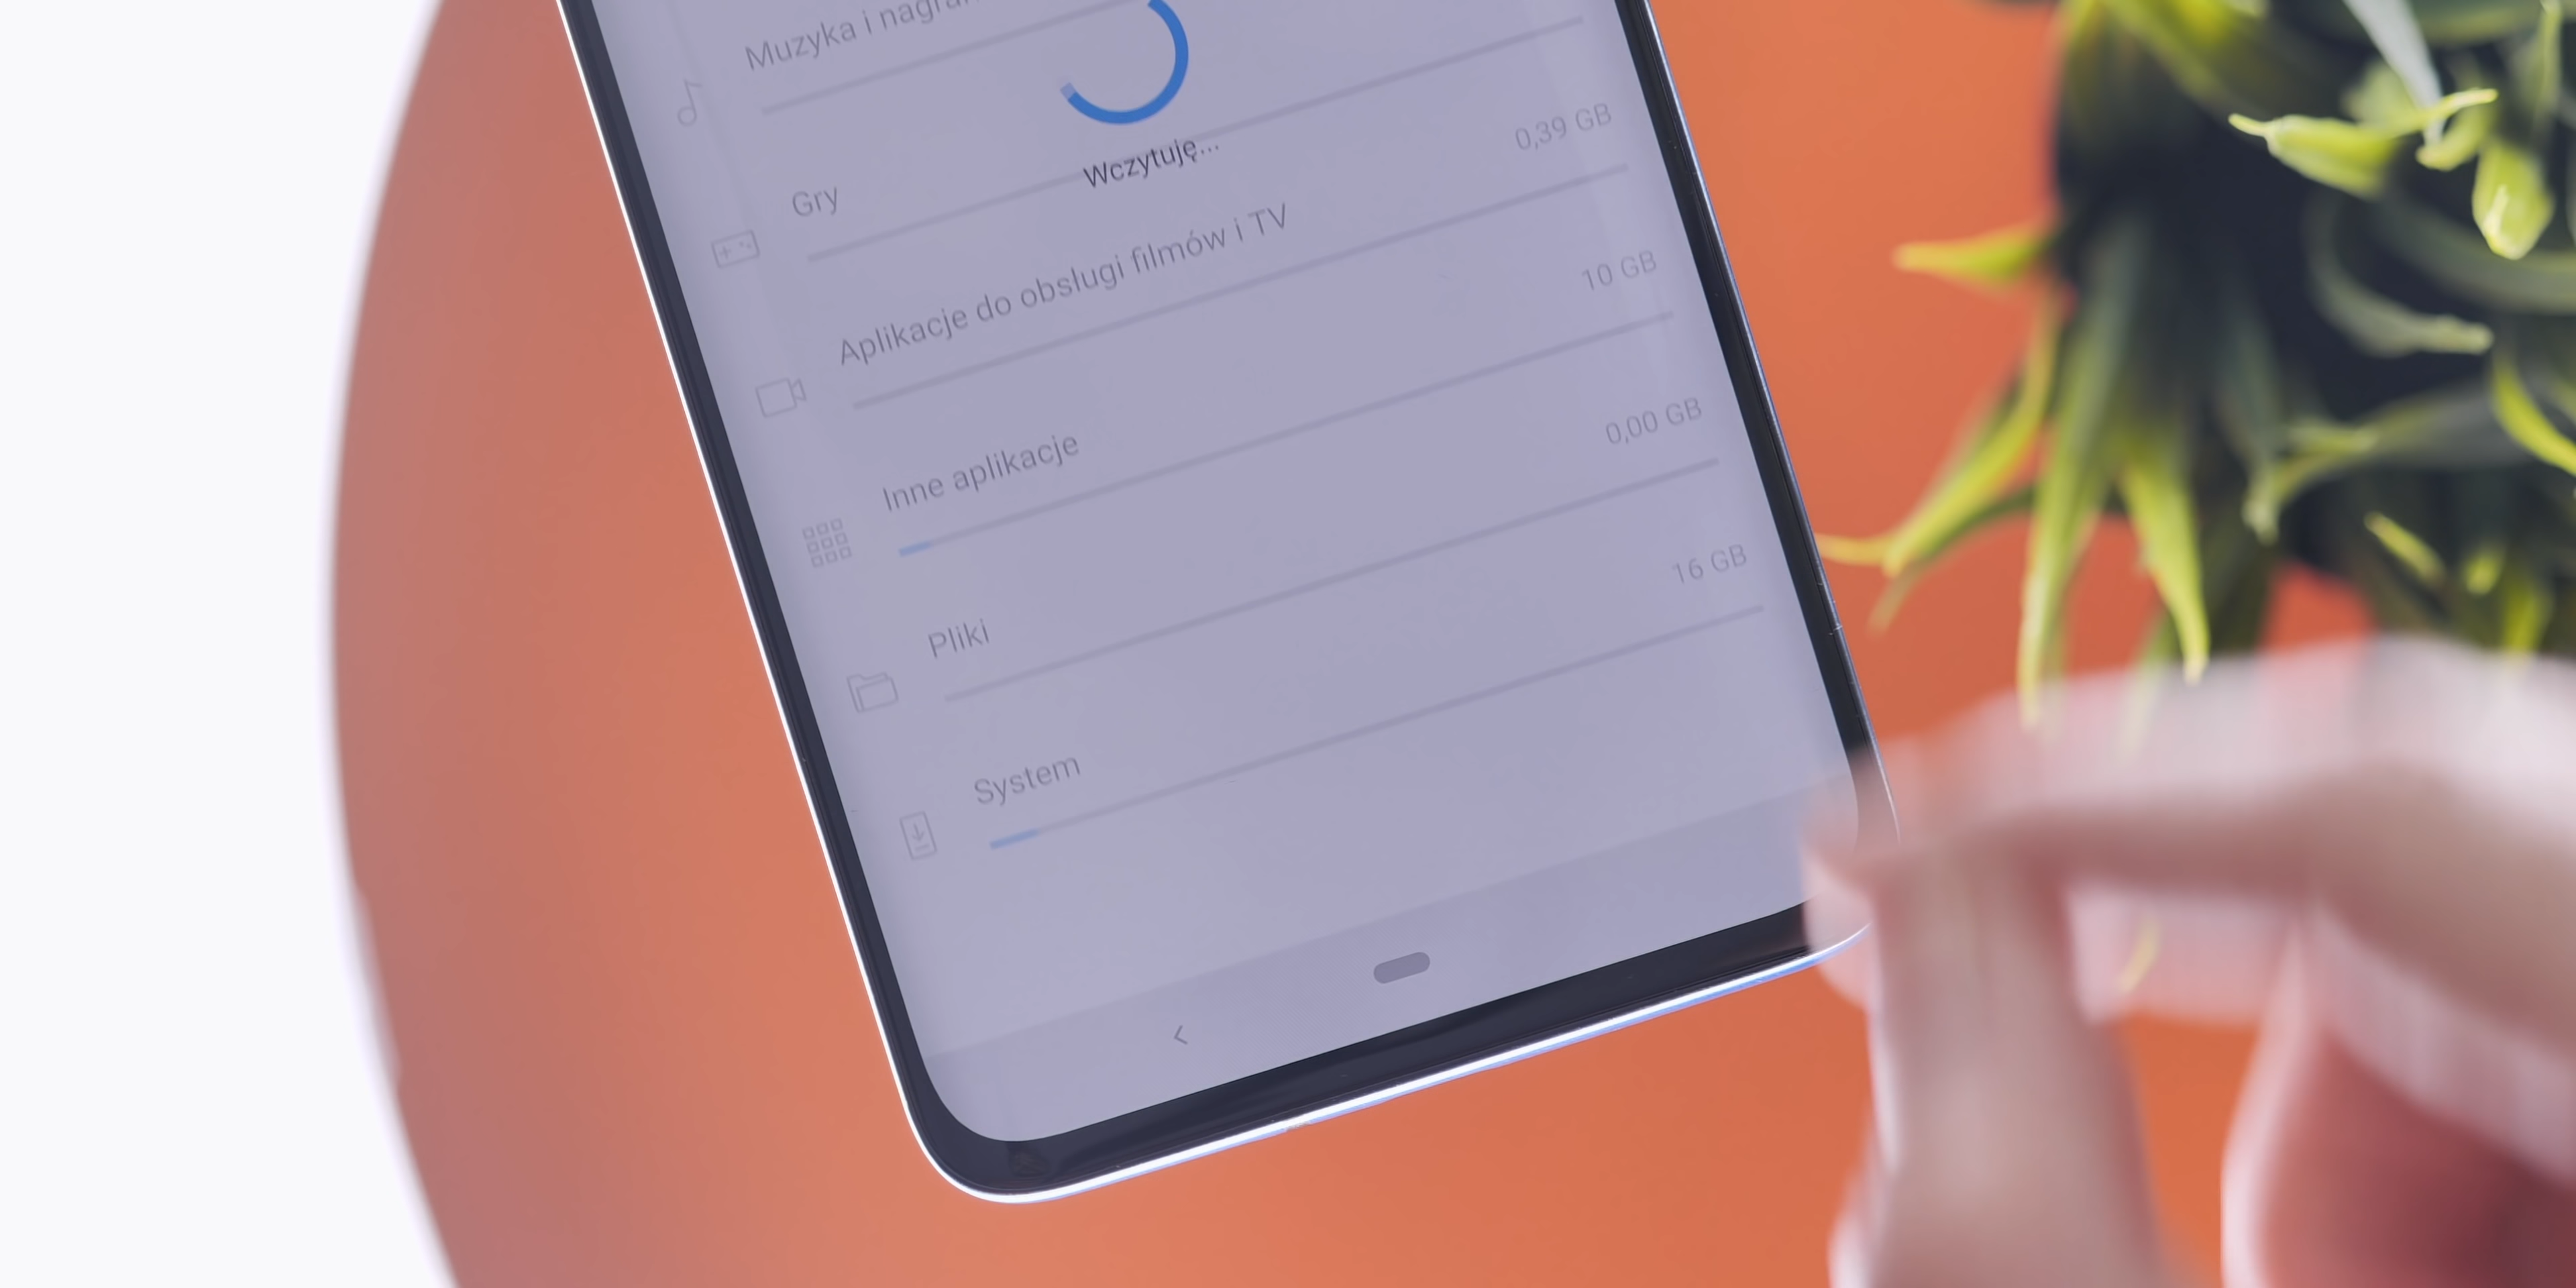 Muzyka i
Wczytuję...
Gry
Aplikacje do obsługi filmów i TV 0,39 GB
Inne aplikacje 10 GB
Pliki 0,00 GB
System 16 GB